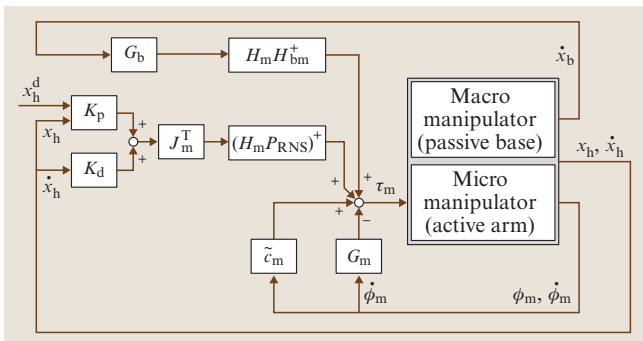 G_b
H_m H_bm^+
ẋ_b
x_h^d
K_p
x_h
+
+
J_m^T
(H_m P_RNS)^+
K_d
ẋ_h
Macro
manipulator
(passive base)
x_h, ẋ_h
Micro
manipulator
(active arm)
+
+
+
−
τ_m
c̃_m
G_m
ϕ̇_m
ϕ_m, ϕ̇_m